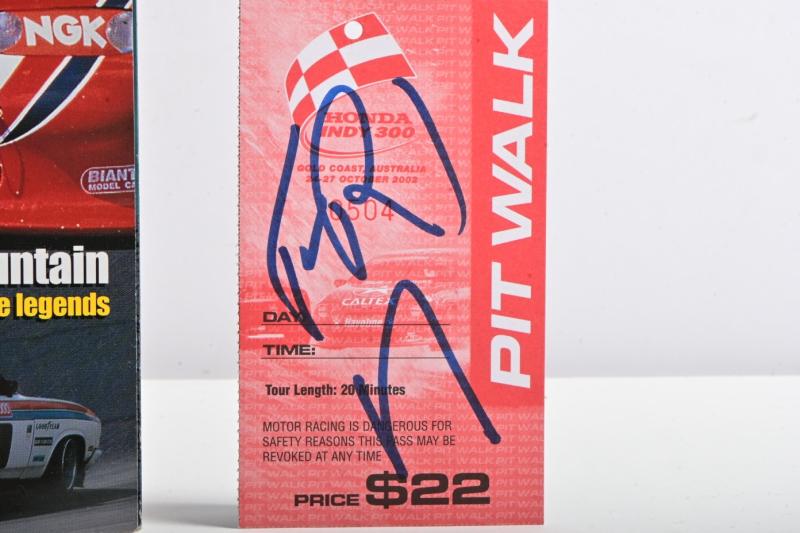 NGK
BIANT
MODEL CA
untain
e legends
GOODYEAR
PIT WALK
HONDA
INDY 300
GOLD COAST, AUSTRALIA
24-27 OCTOBER 2002
0504
CALTEX
Havoline
DAY:
TIME:
Tour Length: 20 Minutes
MOTOR RACING IS DANGEROUS FOR
SAFETY REASONS THIS PASS MAY BE
REVOKED AT ANY TIME
PRICE $22